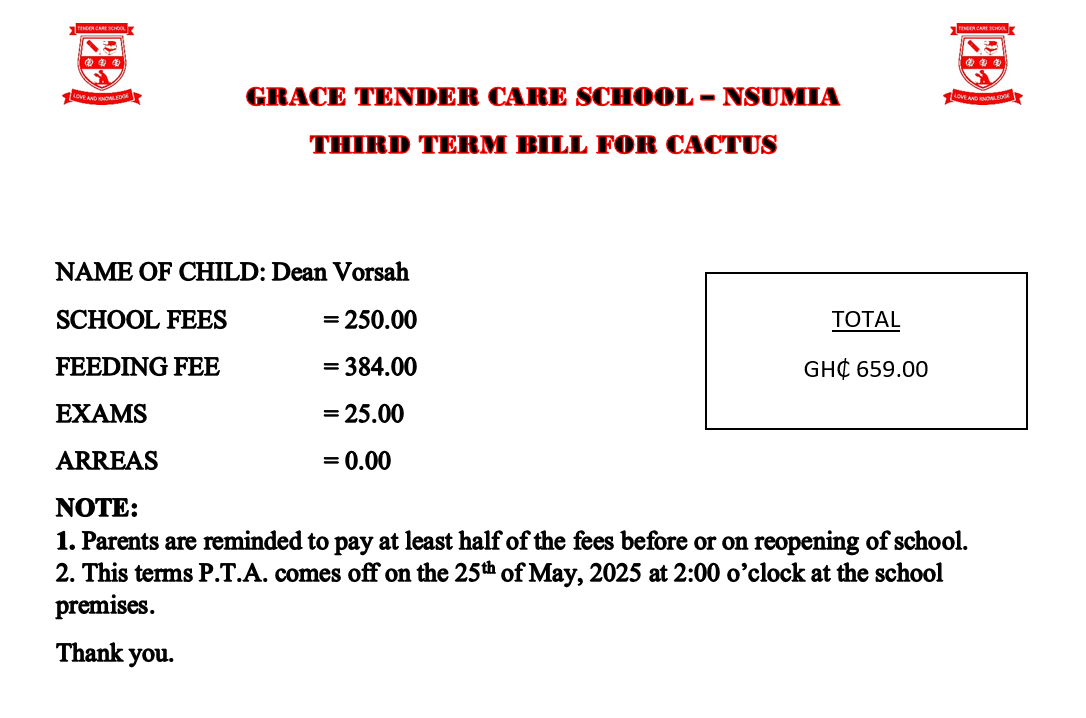 TENDER CARE SCHOOL
LOVE AND KNOWLEDGE
TENDER CARE SCHOOL
LOVE AND KNOWLEDGE
GRACE TENDER CARE SCHOOL – NSUMIA
THIRD TERM BILL FOR CACTUS
NAME OF CHILD: Dean Vorsah
SCHOOL FEES = 250.00
FEEDING FEE = 384.00
EXAMS = 25.00
ARREAS = 0.00
TOTAL
GH₵ 659.00
NOTE:
1. Parents are reminded to pay at least half of the fees before or on reopening of school.
2. This terms P.T.A. comes off on the 25th of May, 2025 at 2:00 o’clock at the school
premises.
Thank you.